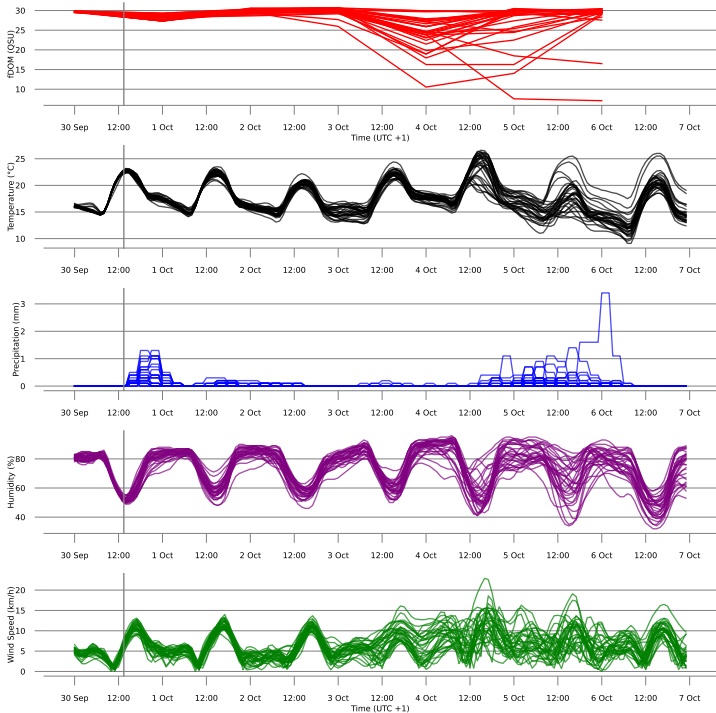 30
25
20
15
10
fDOM (QSU)
30 Sep 12:00 1 Oct 12:00 2 Oct 12:00 3 Oct 12:00 4 Oct 12:00 5 Oct 12:00 6 Oct 12:00 7 Oct
Time (UTC +1)
25
20
15
10
Temperature (°C)
30 Sep 12:00 1 Oct 12:00 2 Oct 12:00 3 Oct 12:00 4 Oct 12:00 5 Oct 12:00 6 Oct 12:00 7 Oct
3
2
1
0
Precipitation (mm)
30 Sep 12:00 1 Oct 12:00 2 Oct 12:00 3 Oct 12:00 4 Oct 12:00 5 Oct 12:00 6 Oct 12:00 7 Oct
80
60
40
Humidity (%)
30 Sep 12:00 1 Oct 12:00 2 Oct 12:00 3 Oct 12:00 4 Oct 12:00 5 Oct 12:00 6 Oct 12:00 7 Oct
20
15
10
5
0
Wind Speed (km/h)
30 Sep 12:00 1 Oct 12:00 2 Oct 12:00 3 Oct 12:00 4 Oct 12:00 5 Oct 12:00 6 Oct 12:00 7 Oct
Time (UTC +1)